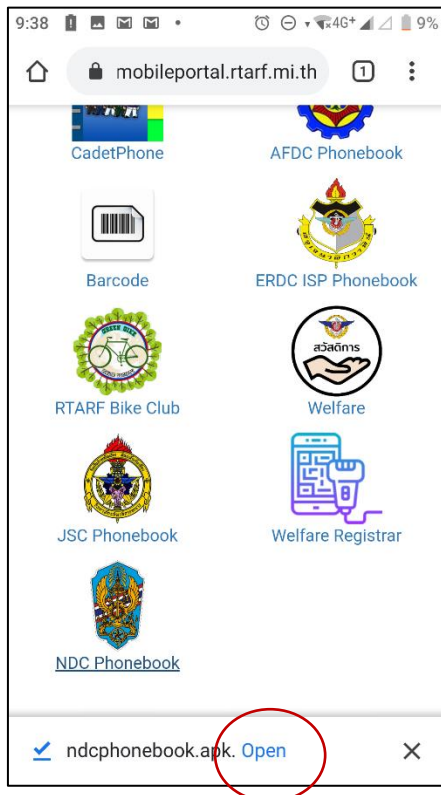 9:38 4G+ 9%
mobileportal.rtarf.mi.th 1
CadetPhone AFDC Phonebook
Barcode ERDC ISP Phonebook
สวัสดิการ
RTARF Bike Club Welfare
JSC Phonebook Welfare Registrar
NDC Phonebook
ndcphonebook.apk. Open